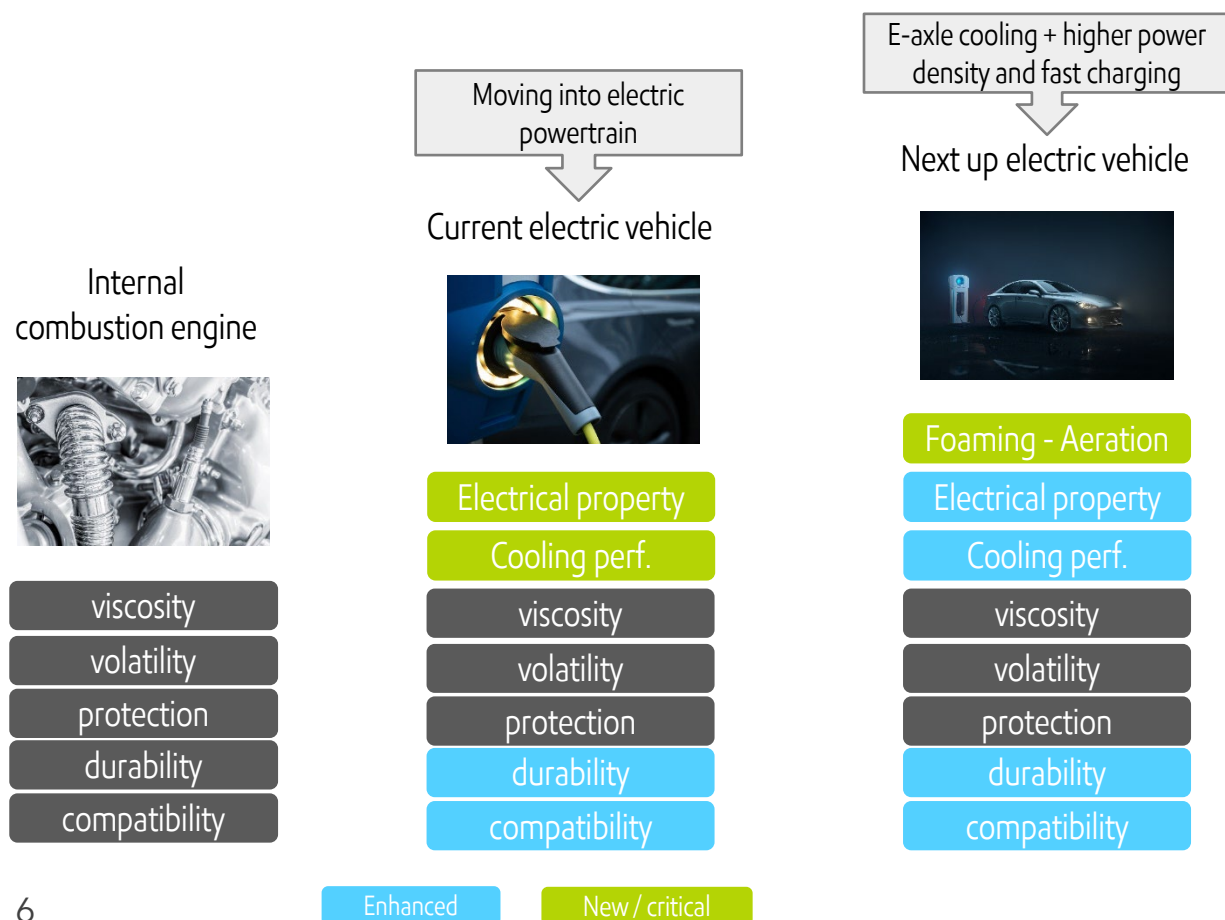 Internal
combustion engine
viscosity
volatility
protection
durability
compatibility
Moving into electric
powertrain
Current electric vehicle
Electrical property
Cooling perf.
viscosity
volatility
protection
durability
compatibility
E-axle cooling + higher power
density and fast charging
Next up electric vehicle
Foaming - Aeration
Electrical property
Cooling perf.
viscosity
volatility
protection
durability
compatibility
6
Enhanced
New / critical